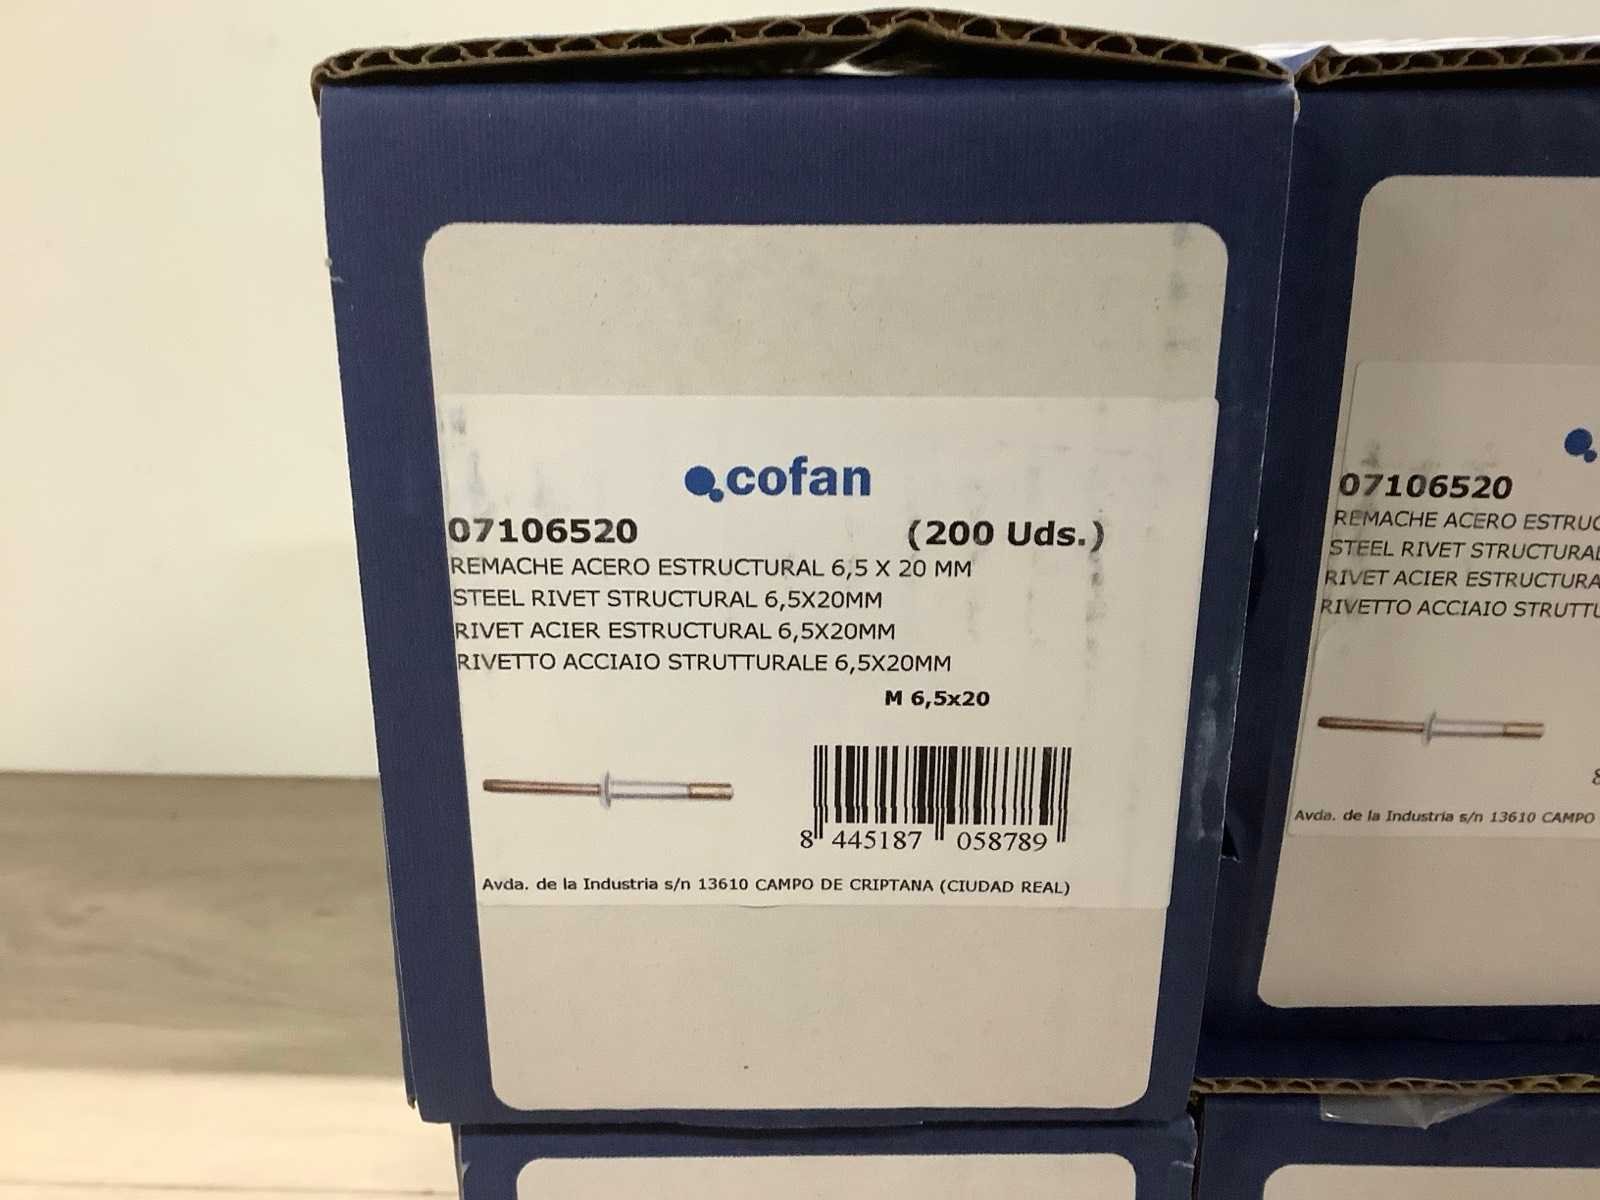 cofan
07106520 (200 Uds.)
REMACHE ACERO ESTRUCTURAL 6,5 X 20 MM
STEEL RIVET STRUCTURAL 6,5X20MM
RIVET ACIER ESTRUCTURAL 6,5X20MM
RIVETTO ACCIAIO STRUTTURALE 6,5X20MM
M 6,5x20
8 445187 058789
Avda. de la Industria s/n 13610 CAMPO DE CRIPTANA (CIUDAD REAL)
07106520
REMACHE ACERO ESTRUC
STEEL RIVET STRUCTURAL
RIVET ACIER ESTRUCTURA
RIVETTO ACCIAIO STRUTTU
8
Avda. de la Industria s/n 13610 CAMPO